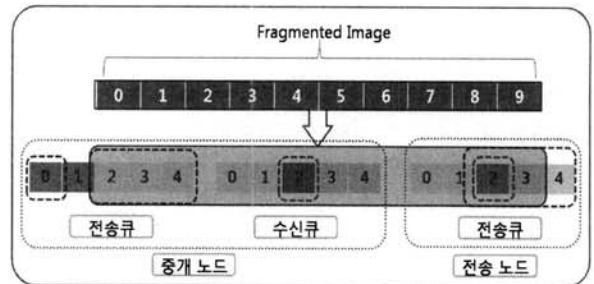 Fragmented Image
0 1 2 3 4 5 6 7 8 9
0 1 2 3 4 0 1 2 3 4 0 1 2 3 4
전송큐 수신큐 전송큐
중개 노드 전송 노드